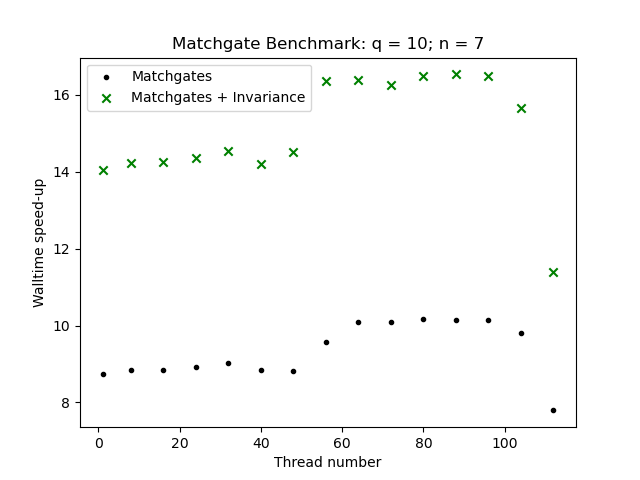 Matchgate Benchmark: q = 10; n = 7
Matchgates
Matchgates + Invariance
Walltime speed-up
16
14
12
10
8
0 20 40 60 80 100
Thread number